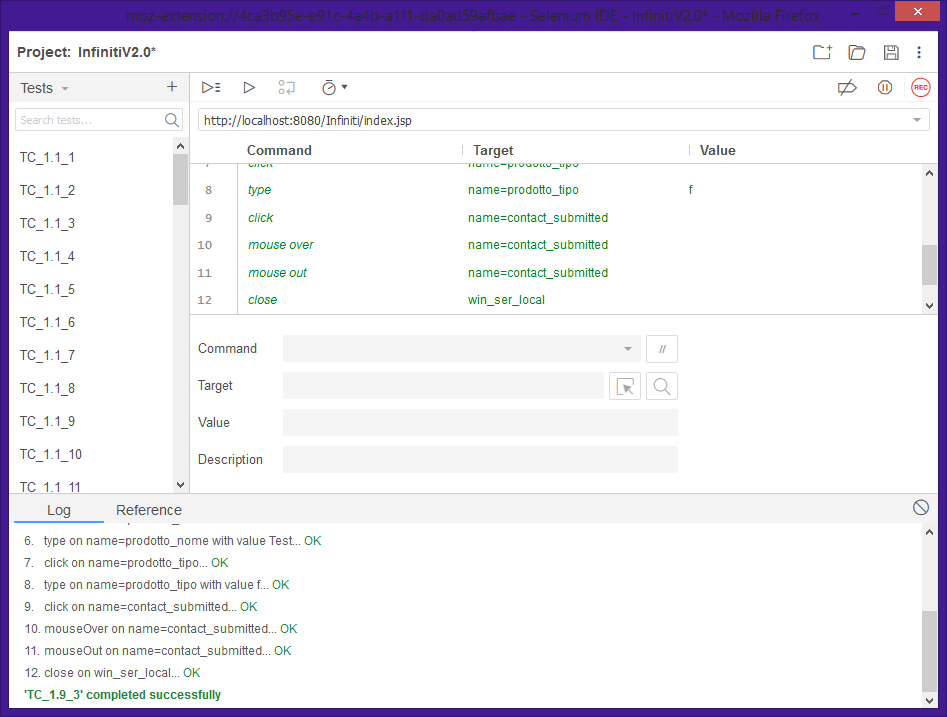 moz-extension://4ca3b95e-e91c-4a4b-a1f1-da0ad59afbae - Selenium IDE - InfinitiV2.0* - Mozilla Firefox
Project: InfinitiV2.0*
Tests
REC
Search tests...
http://localhost:8080/Infiniti/index.jsp
Command Target Value
TC_1.1_1
TC_1.1_2
TC_1.1_3
TC_1.1_4
TC_1.1_5
TC_1.1_6
TC_1.1_7
TC_1.1_8
TC_1.1_9
TC_1.1_10
TC_1.1_11
7 click name=prodotto_tipo
8 type name=prodotto_tipo f
9 click name=contact_submitted
10 mouse over name=contact_submitted
11 mouse out name=contact_submitted
12 close win_ser_local
Command //
Target
Value
Description
Log Reference
6. type on name=prodotto_nome with value Test... OK
7. click on name=prodotto_tipo... OK
8. type on name=prodotto_tipo with value f... OK
9. click on name=contact_submitted... OK
10. mouseOver on name=contact_submitted... OK
11. mouseOut on name=contact_submitted... OK
12. close on win_ser_local... OK
'TC_1.9_3' completed successfully